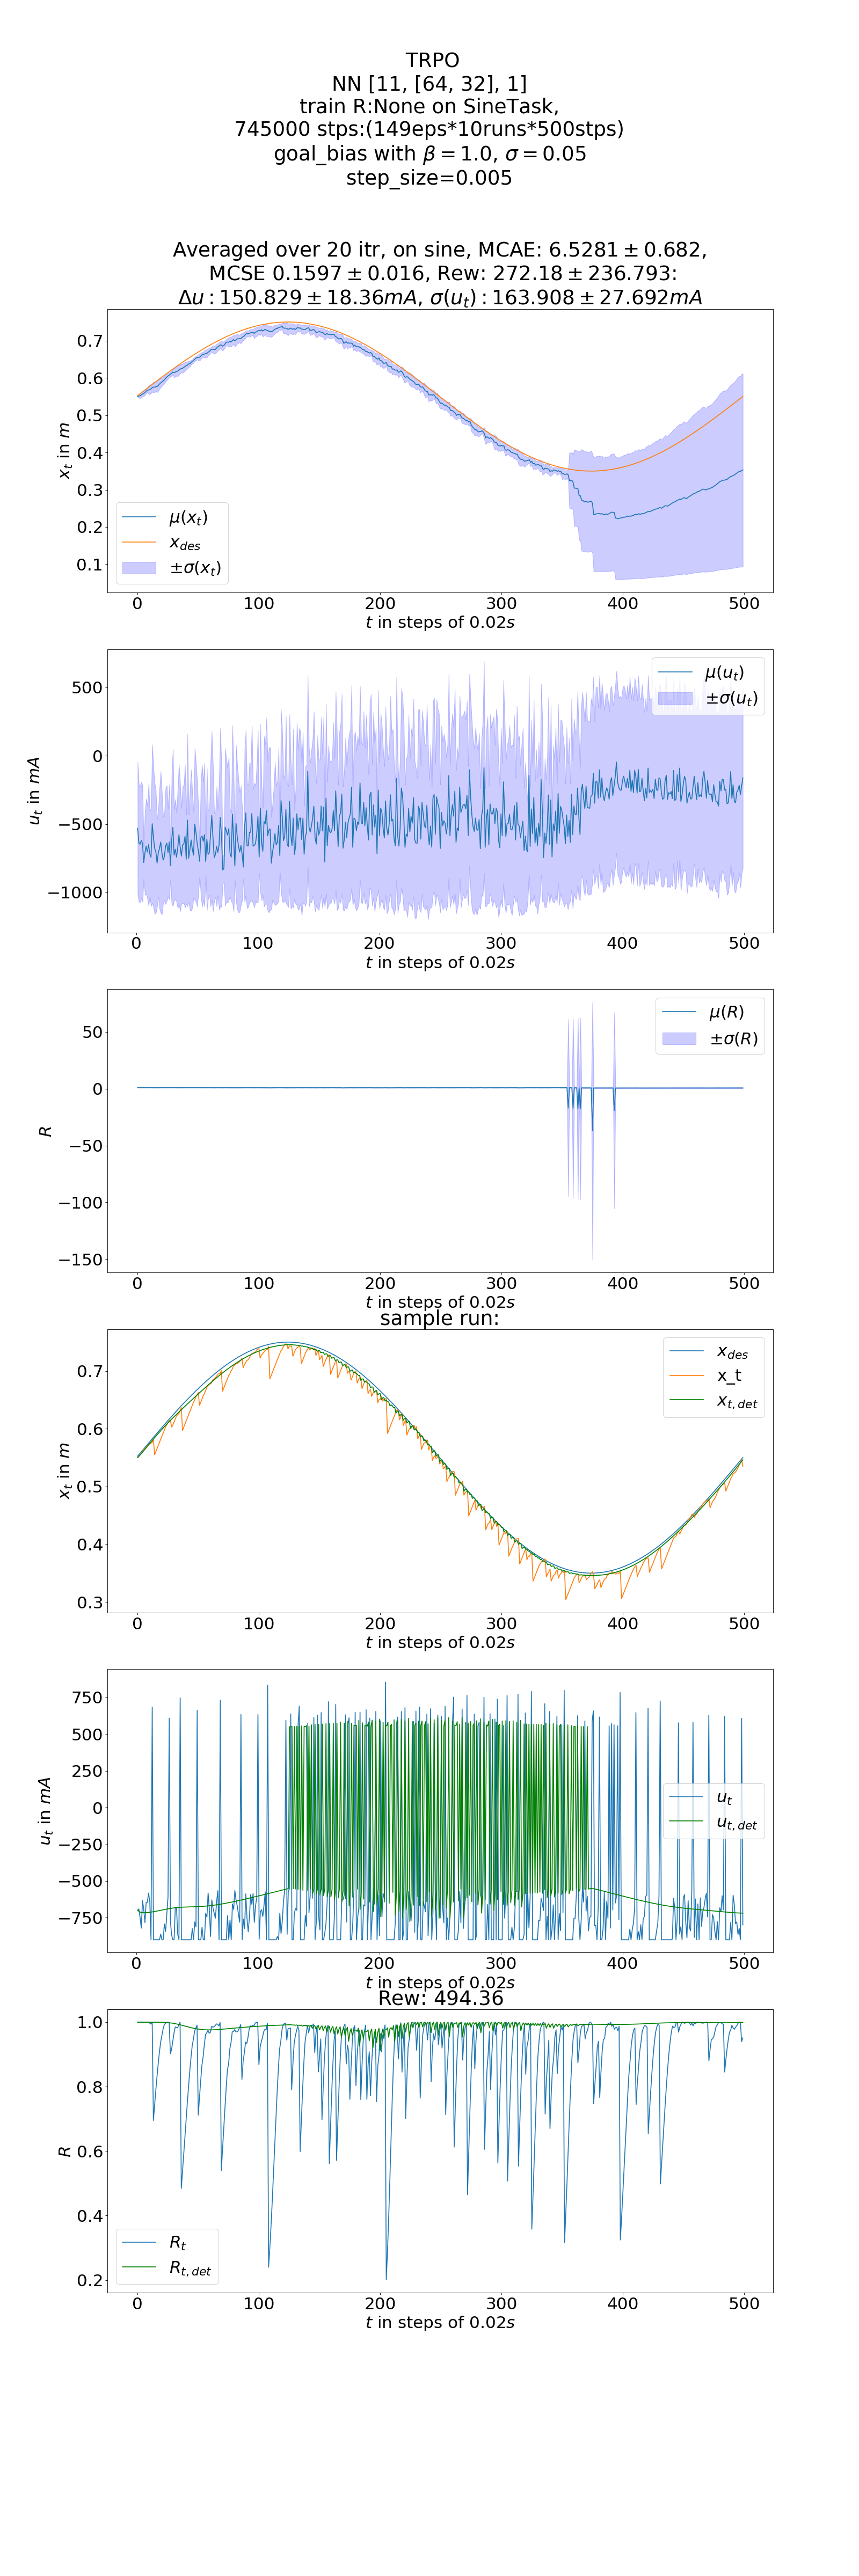 TRPO
NN [11, [64, 32], 1]
train R:None on SineTask,
745000 stps:(149eps*10runs*500stps)
goal_bias with β = 1.0, σ = 0.05
step_size=0.005
Averaged over 20 itr, on sine, MCAE: 6.5281 ± 0.682,
MCSE 0.1597 ± 0.016, Rew: 272.18 ± 236.793:
Δu : 150.829 ± 18.36mA, σ(u_t) : 163.908 ± 27.692mA
0.7
0.6
0.5
0.4
0.3
0.2
0.1
x_t in m
μ(x_t)
x_des
±σ(x_t)
0 100 200 300 400 500
t in steps of 0.02s
500
0
−500
−1000
u_t in mA
μ(u_t)
±σ(u_t)
0 100 200 300 400 500
t in steps of 0.02s
50
0
−50
−100
−150
R
μ(R)
±σ(R)
0 100 200 300 400 500
t in steps of 0.02s
sample run:
0.7
0.6
0.5
0.4
0.3
x_t in m
x_des
x_t
x_t,det
0 100 200 300 400 500
t in steps of 0.02s
750
500
250
0
−250
−500
−750
u_t in mA
u_t
u_t,det
0 100 200 300 400 500
t in steps of 0.02s
Rew: 494.36
1.0
0.8
0.6
0.4
0.2
R
R_t
R_t,det
0 100 200 300 400 500
t in steps of 0.02s